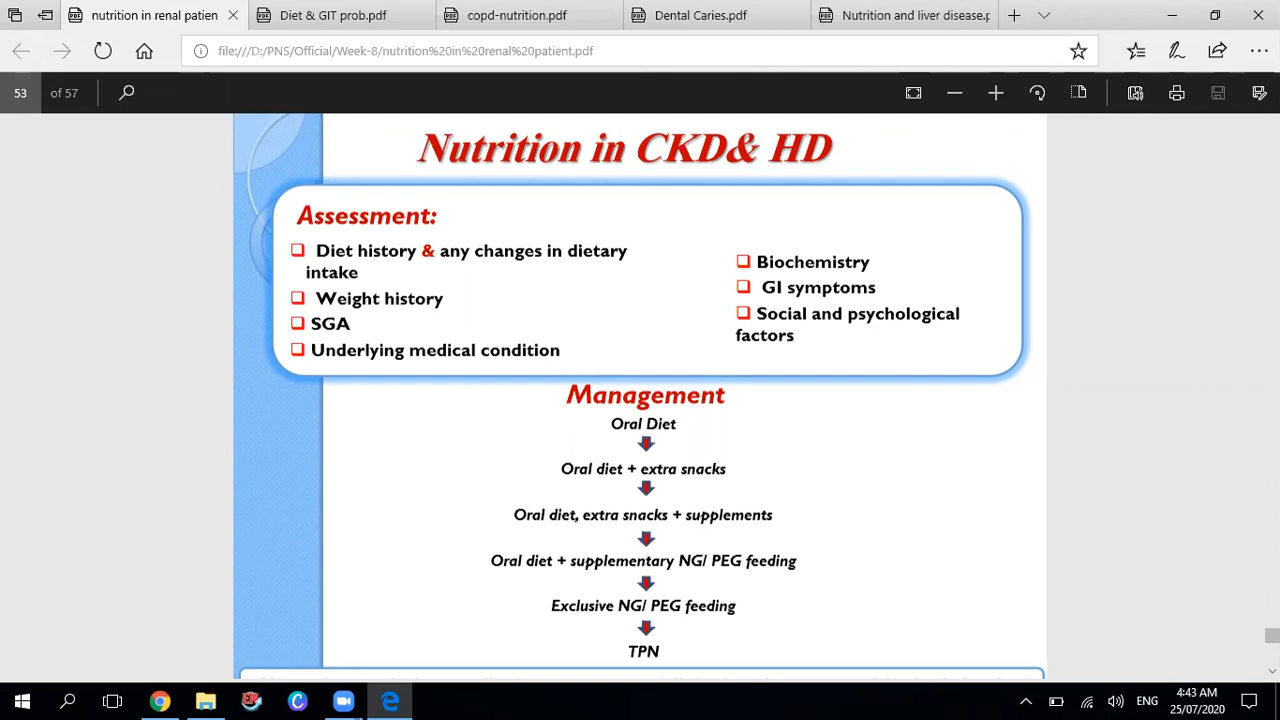 nutrition in renal patien
Diet & GIT prob.pdf
copd-nutrition.pdf
Dental Caries.pdf
Nutrition and liver disease.p
file:///D:/PNS/Official/Week-8/nutrition%20in%20renal%20patient.pdf
53 of 57
Nutrition in CKD& HD
Assessment:
Diet history & any changes in dietary
intake
Weight history
SGA
Underlying medical condition
Biochemistry
GI symptoms
Social and psychological
factors
Management
Oral Diet
Oral diet + extra snacks
Oral diet, extra snacks + supplements
Oral diet + supplementary NG/ PEG feeding
Exclusive NG/ PEG feeding
TPN
ENG
4:43 AM
25/07/2020